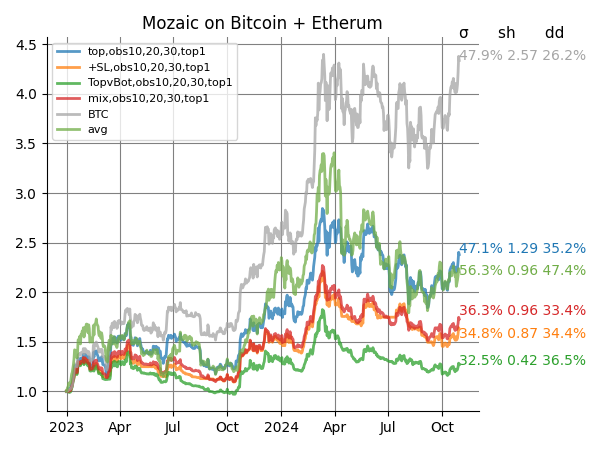 Mozaic on Bitcoin + Etherum
σ sh dd
top,obs10,20,30,top1
+SL,obs10,20,30,top1
TopvBot,obs10,20,30,top1
mix,obs10,20,30,top1
BTC
avg
4.5
4.0
3.5
3.0
2.5
2.0
1.5
1.0
47.9% 2.57 26.2%
47.1% 1.29 35.2%
56.3% 0.96 47.4%
36.3% 0.96 33.4%
34.8% 0.87 34.4%
32.5% 0.42 36.5%
2023 Apr Jul Oct 2024 Apr Jul Oct